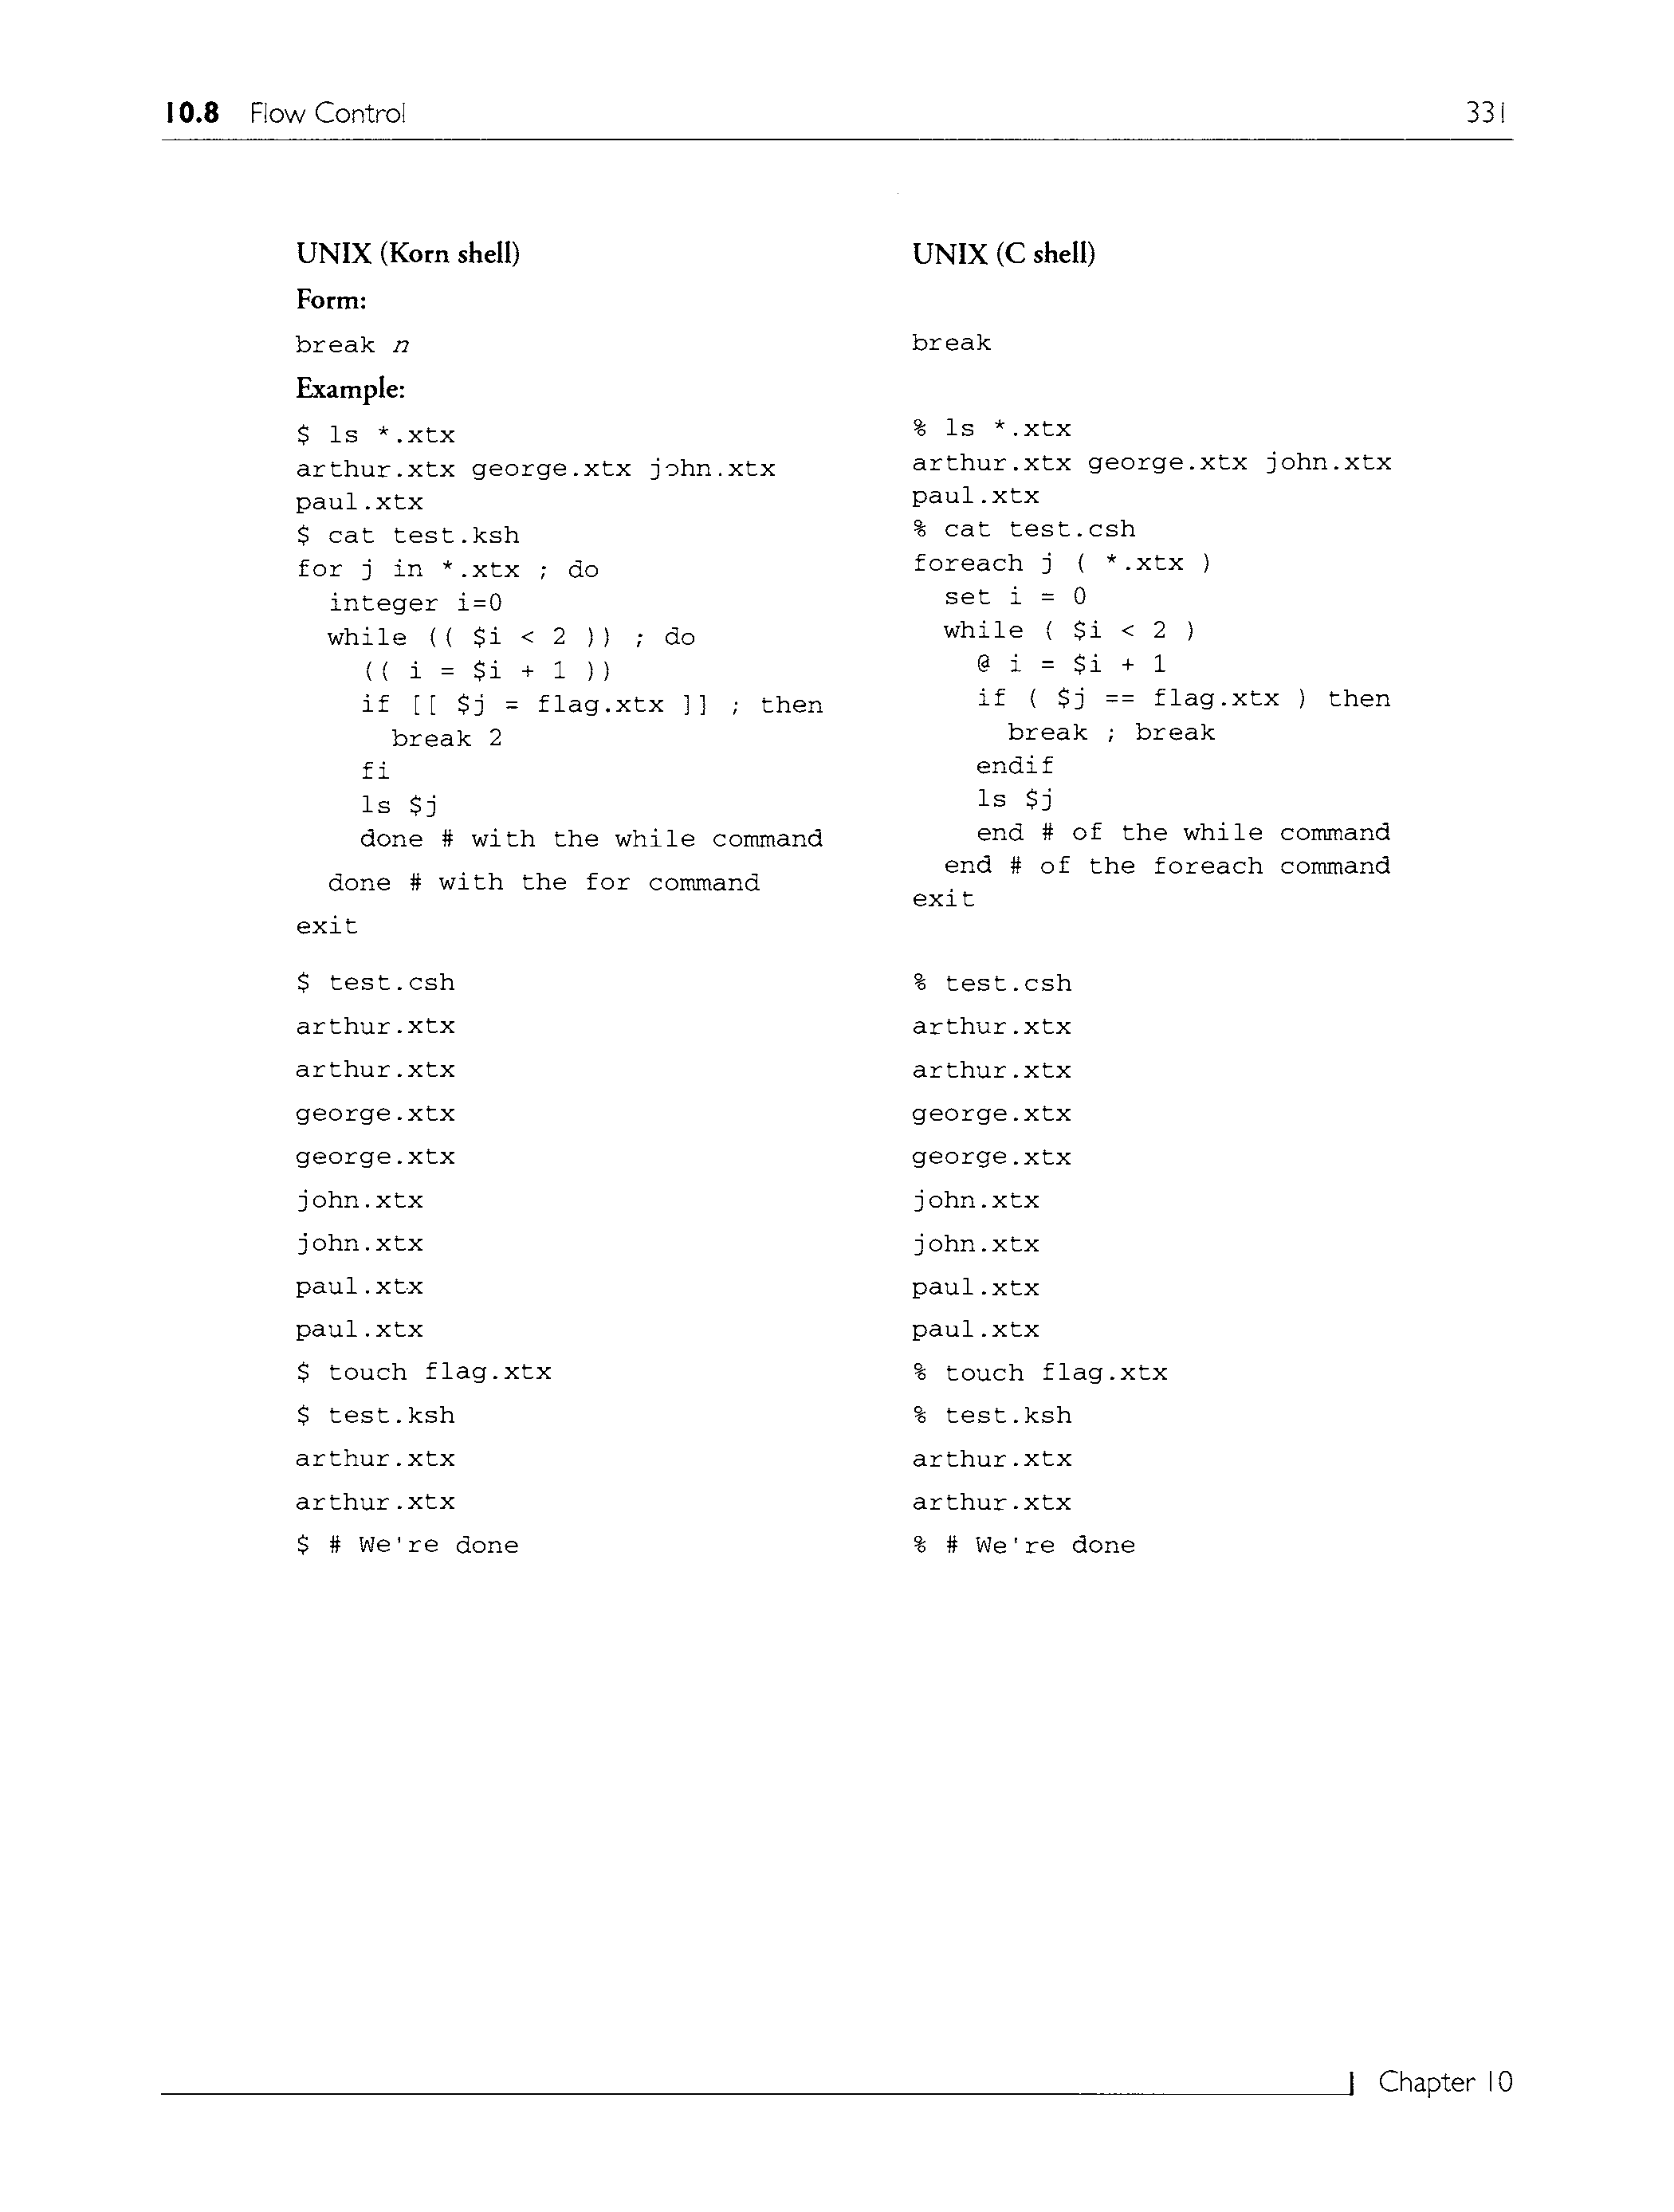 10.8 Flow Control 331
UNIX (Korn shell)
Form:
break n
Example:
$ ls *.xtx
arthur.xtx george.xtx john.xtx
paul.xtx
$ cat test.ksh
for j in *.xtx ; do
integer i=0
while (( $i < 2 )) ; do
(( i = $i + 1 ))
if [[ $j = flag.xtx ]] ; then
break 2
fi
ls $j
done # with the while command
done # with the for command
exit
$ test.csh
arthur.xtx
arthur.xtx
george.xtx
george.xtx
john.xtx
john.xtx
paul.xtx
paul.xtx
$ touch flag.xtx
$ test.ksh
arthur.xtx
arthur.xtx
$ # We're done
UNIX (C shell)
break
% ls *.xtx
arthur.xtx george.xtx john.xtx
paul.xtx
% cat test.csh
foreach j ( *.xtx )
set i = 0
while ( $i < 2 )
@ i = $i + 1
if ( $j == flag.xtx ) then
break ; break
endif
ls $j
end # of the while command
end # of the foreach command
exit
% test.csh
arthur.xtx
arthur.xtx
george.xtx
george.xtx
john.xtx
john.xtx
paul.xtx
paul.xtx
% touch flag.xtx
% test.ksh
arthur.xtx
arthur.xtx
% # We're done
Chapter 10